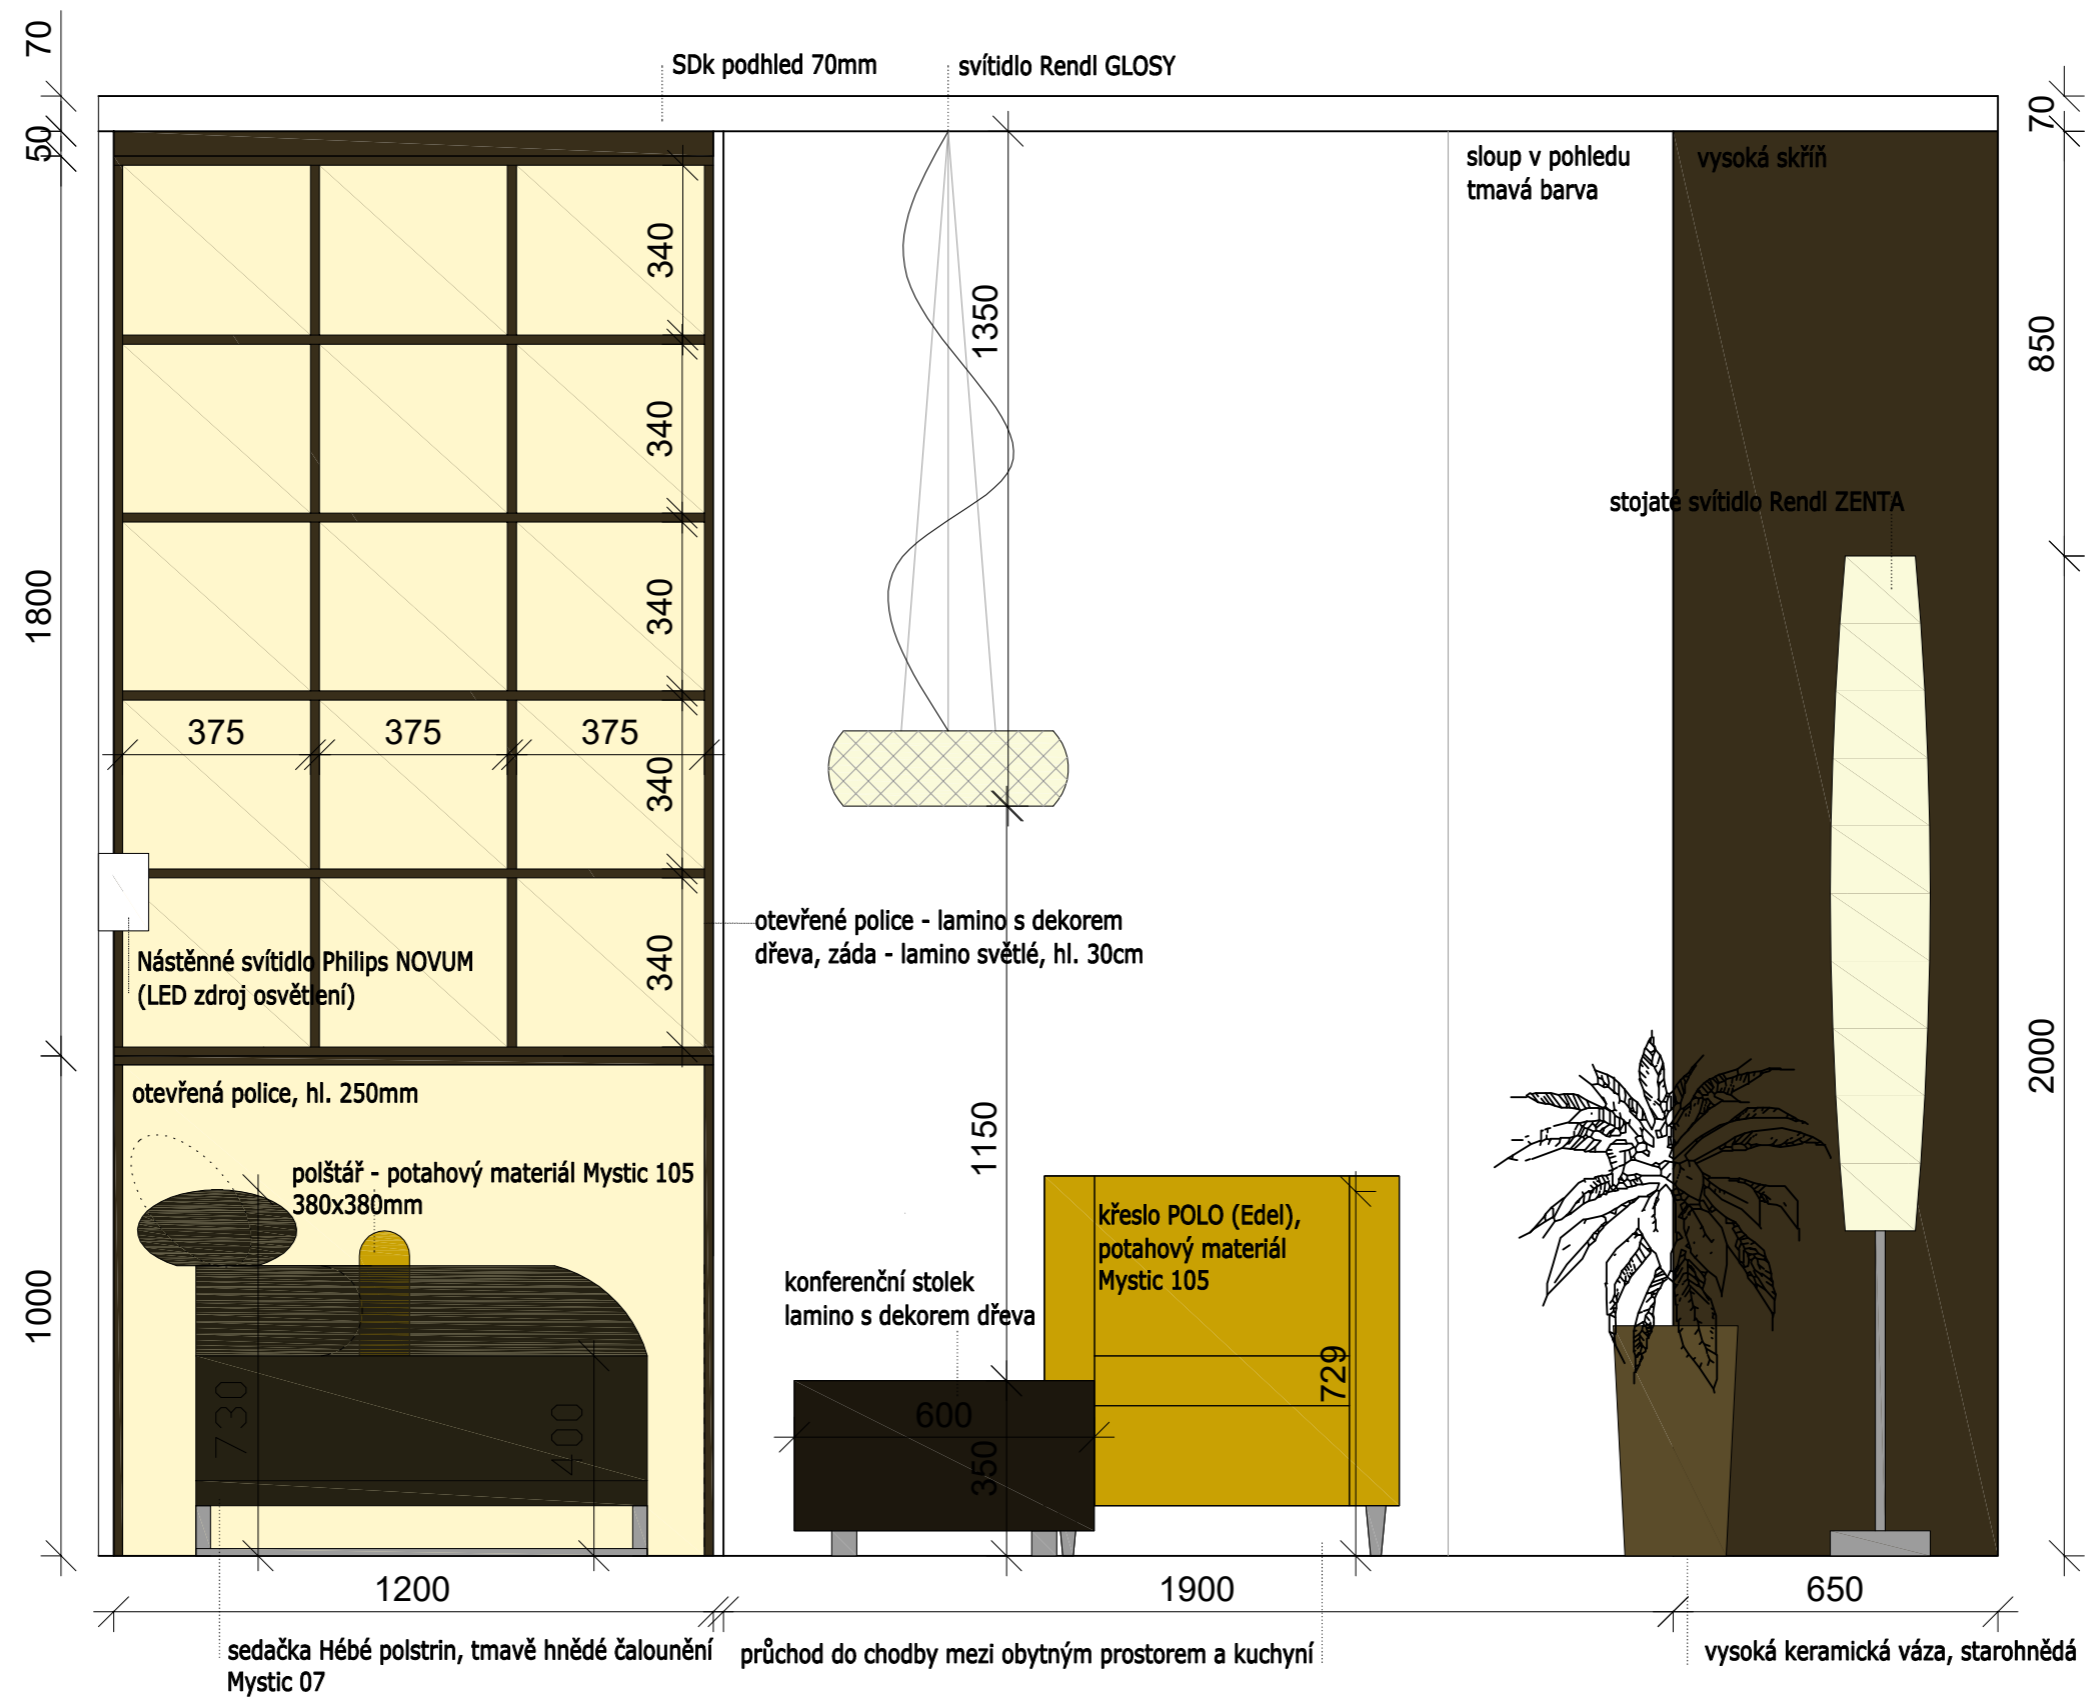 70
SDk podhled 70mm
svítidlo Rendl GLOSY
50
70
sloup v pohledu
tmavá barva
vysoká skříň
340
1350
850
340
stojaté svítidlo Rendl ZENTA
1800
340
375
375
375
340
otevřené police - lamino s dekorem
dřeva, záda - lamino světlé, hl. 30cm
Nástěnné svítidlo Philips NOVUM
(LED zdroj osvětlení)
340
2000
otevřená police, hl. 250mm
1150
polštář - potahový materiál Mystic 105
380x380mm
křeslo POLO (Edel),
potahový materiál
Mystic 105
konferenční stolek
lamino s dekorem dřeva
1000
729
730
400
600
350
1200
1900
650
sedačka Hébé polstrin, tmavě hnědé čalounění
Mystic 07
průchod do chodby mezi obytným prostorem a kuchyní
vysoká keramická váza, starohnědá